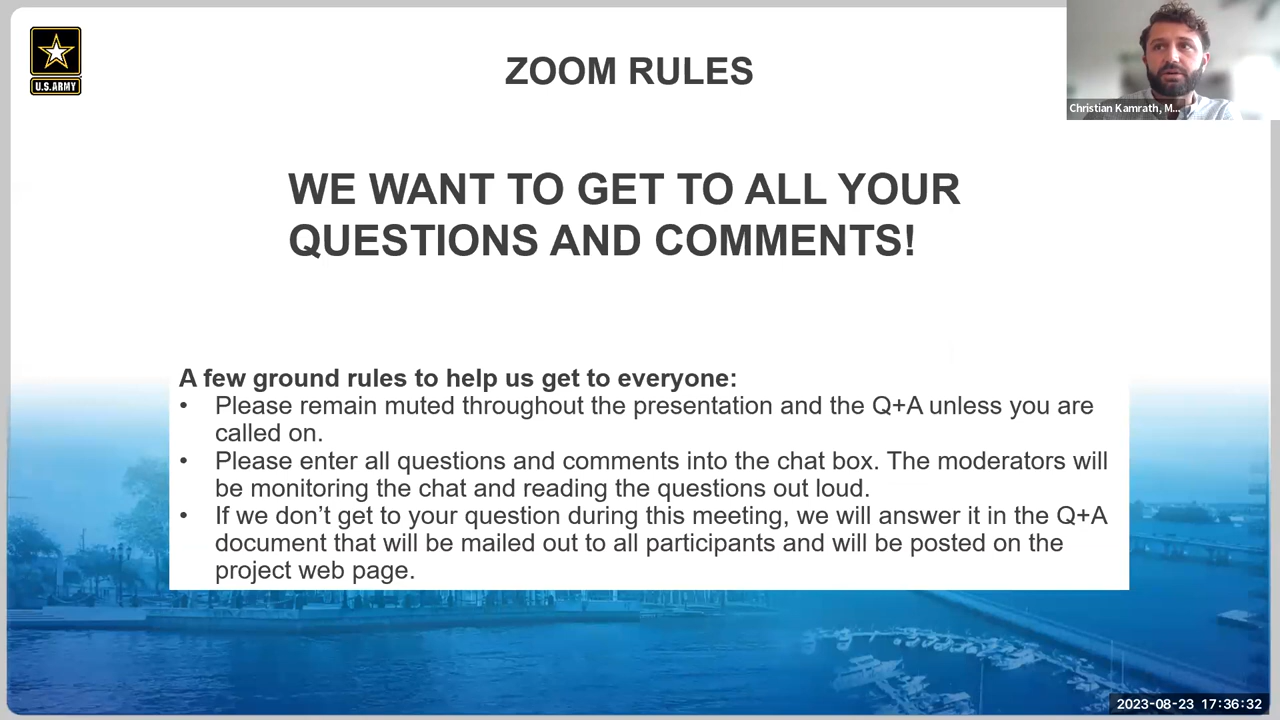 U.S.ARMY
ZOOM RULES
Christian Kamrath, M...
WE WANT TO GET TO ALL YOUR
QUESTIONS AND COMMENTS!
A few ground rules to help us get to everyone:
• Please remain muted throughout the presentation and the Q+A unless you are
called on.
• Please enter all questions and comments into the chat box. The moderators will
be monitoring the chat and reading the questions out loud.
• If we don’t get to your question during this meeting, we will answer it in the Q+A
document that will be mailed out to all participants and will be posted on the
project web page.
2023-08-23 17:36:32